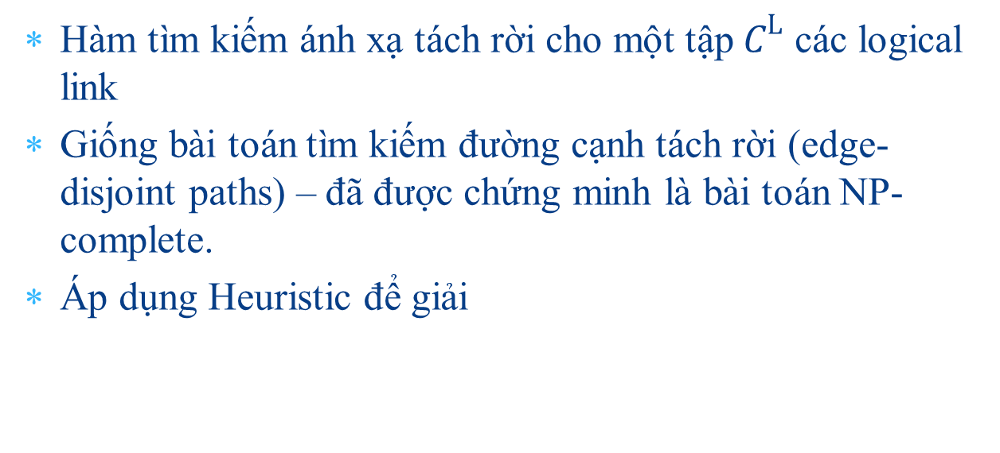 * Hàm tìm kiếm ánh xạ tách rời cho một tập Cᴸ các logical
link
* Giống bài toán tìm kiếm đường cạnh tách rời (edge-
disjoint paths) – đã được chứng minh là bài toán NP-
complete.
* Áp dụng Heuristic để giải